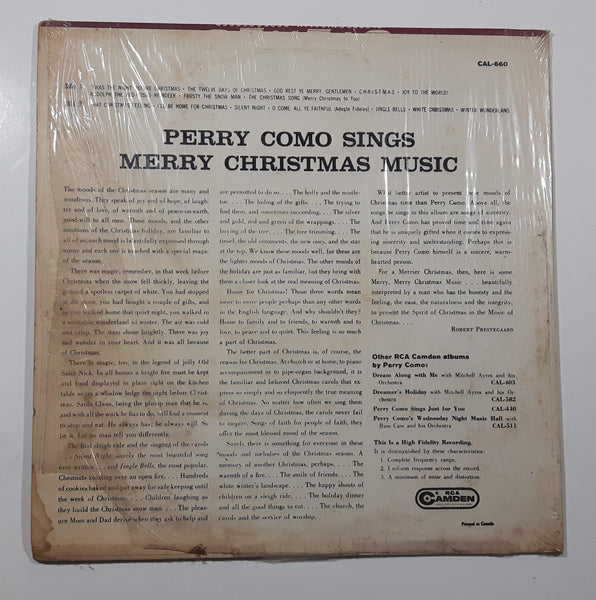 CAL-660
Side 1 'TWAS THE NIGHT BEFORE CHRISTMAS • THE TWELVE DAYS OF CHRISTMAS • GOD REST YE MERRY, GENTLEMEN • C-H-R-I-S-T-M-A-S • JOY TO THE WORLD!
RUDOLPH THE RED-NOSED REINDEER • FROSTY THE SNOW MAN • THE CHRISTMAS SONG (Merry Christmas to You)
Side 2 THAT CHRISTMAS FEELING • I'LL BE HOME FOR CHRISTMAS • SILENT NIGHT • O COME, ALL YE FAITHFUL (Adeste Fideles) • JINGLE BELLS • WHITE CHRISTMAS • WINTER WONDERLAND
PERRY COMO SINGS
MERRY CHRISTMAS MUSIC
The moods of the Christmas season are many and
wondrous. They speak of joy and of hope, of laugh-
ter and of love, of warmth and of peace-on-earth,
good-will to all men. These moods, and the other
emotions of the Christmas holiday, are familiar to
all of us, each mood is beautifully expressed through
music and each one is touched with a special magic
of the season.
There was magic, remember, in that week before
Christmas when the snow fell thickly, leaving the
ground a spotless carpet of white. You had stopped
at the store, you had bought a couple of gifts, and
as you walked home that quiet night, you walked in
a veritable wonderland of winter. The air was cold
and crisp. The stars shone brightly. There was joy
and wonder in your heart. And it was all because
of Christmas.
There is magic, too, in the legend of jolly Old
Saint Nick. In all homes a bright fire must be kept
and food displayed in plain sight on the kitchen
table or on a window ledge the night before Christ-
mas. Santa Claus, being the plump man that he is,
and with all the work he has to do, will find a moment
to stop and eat. He always has; he always will. So
be it. Let no man tell you differently.
The first sleigh ride and the singing of the carols
. . . Silent Night, surely the most beautiful song
ever written . . . and Jingle Bells, the most popular.
Chestnuts roasting over an open fire. . . . Hundreds
of cookies baked and put away for safe keeping until
the week of Christmas. . . . Children laughing as
they build the Christmas snow man. . . . The pleas-
ure Mom and Dad derive when they ask to help and
are permitted to do so. . . . The holly and the mistle-
toe. . . . The hiding of the gifts. . . . The trying to
find them, and sometimes succeeding. . . . The silver
and gold, red and green of the wrappings. . . . The
buying of the tree. . . . The tree trimming. . . . The
tinsel, the old ornaments, the new ones, and the star
at the top. We know these moods well, for these are
the lighter moods of Christmas. The other moods of
the holiday are just as familiar, but they bring with
them a closer look at the real meaning of Christmas.
Home for Christmas! Those three words mean
more to more people perhaps than any other words
in the English language. And why shouldn't they?
Home to family and to friends, to warmth and to
love, to peace and to quiet. This feeling is so much
a part of Christmas.
The better part of Christmas is, of course, the
reason for Christmas. At church or at home, to piano
accompaniment or to pipe-organ background, it is
the familiar and beloved Christmas carols that ex-
press so simply and so eloquently the true meaning
of Christmas. No matter how often we sing them
during the days of Christmas, the carols never fail
to inspire. Songs of faith for people of faith, they
offer the most blessed mood of the season.
Surely there is something for everyone in these
moods and melodies of the Christmas season. A
memory of another Christmas, perhaps. . . . The
warmth of a fire. . . . The smile of friends. . . . The
white winter's landscape. . . . The happy shouts of
children on a sleigh ride. . . . The holiday dinner
and all the good things to eat. . . . The church, the
carols and the service of worship.
What better artist to present these moods of
Christmas time than Perry Como. Above all, the
songs he sings in this album are songs of sincerity.
And Perry Como has proved time and time again
that he is uniquely gifted when it comes to express-
ing sincerity and understanding. Perhaps this is
because Perry Como himself is a sincere, warm-
hearted person.
For a Merrier Christmas, then, here is some
Merry, Merry Christmas Music . . . beautifully
interpreted by a man who has the honesty and the
feeling, the ease, the naturalness and the integrity,
to present the Spirit of Christmas in the Music of
Christmas. . . .
ROBERT PRESTEGAARD
Other RCA Camden albums
by Perry Como:
Dream Along with Me with Mitchell Ayres and his
Orchestra CAL-403
Dreamer's Holiday with Mitchell Ayres and his Or-
chestra CAL-582
Perry Como Sings Just for You CAL-440
Perry Como's Wednesday Night Music Hall with
Russ Case and his Orchestra CAL-511
This Is a High Fidelity Recording.
It is distinguished by these characteristics:
1. Complete frequency range.
2. Uniform response across the record.
3. A minimum of noise and distortion.
RCA
CAMDEN
Printed in Canada